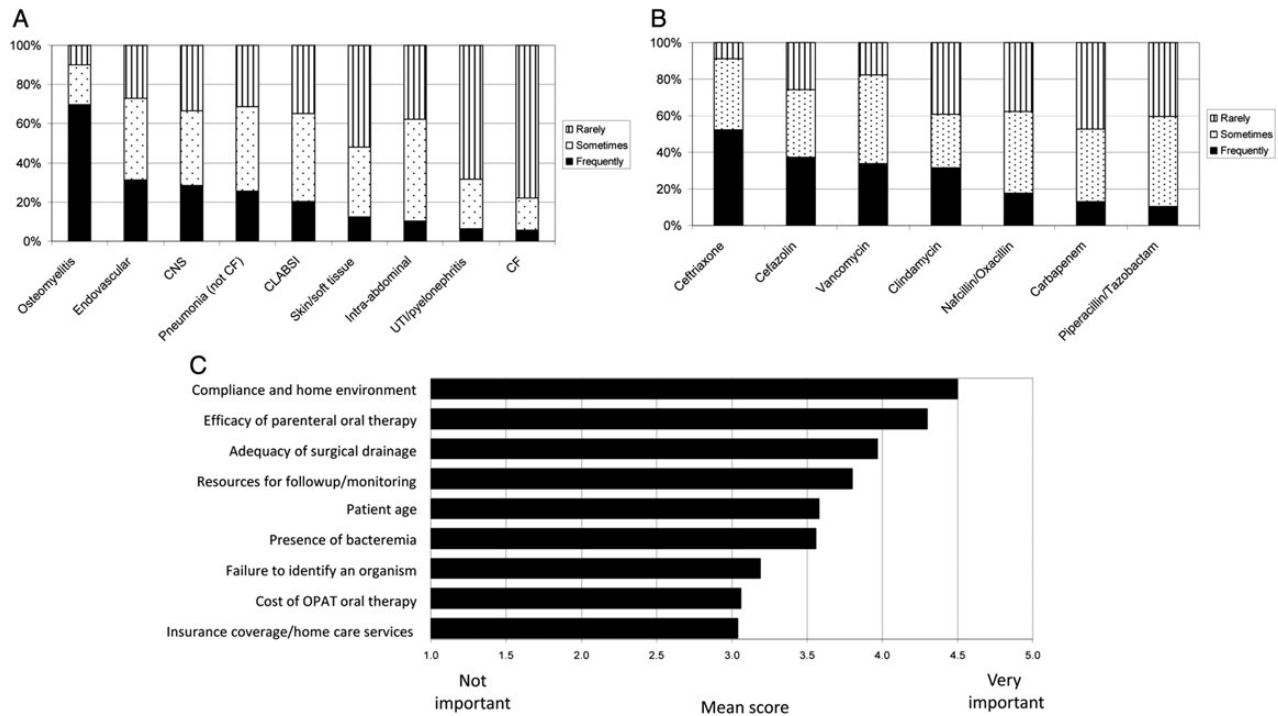 A
100%
80%
60%
40%
20%
0%
Osteomyelitis
Endovascular
CNS
Pneumonia (not CF)
CLABSI
Skin/soft tissue
Intra-abdominal
UTI/pyelonephritis
CF
Rarely
Sometimes
Frequently
B
100%
80%
60%
40%
20%
0%
Ceftriaxone
Cefazolin
Vancomycin
Clindamycin
Nafcillin/Oxacillin
Carbapenem
Piperacillin/Tazobactam
Rarely
Sometimes
Frequently
C
Compliance and home environment
Efficacy of parenteral oral therapy
Adequacy of surgical drainage
Resources for followup/monitoring
Patient age
Presence of bacteremia
Failure to identify an organism
Cost of OPAT oral therapy
Insurance coverage/home care services
1.0 1.5 2.0 2.5 3.0 3.5 4.0 4.5 5.0
Not
important
Mean score
Very
important